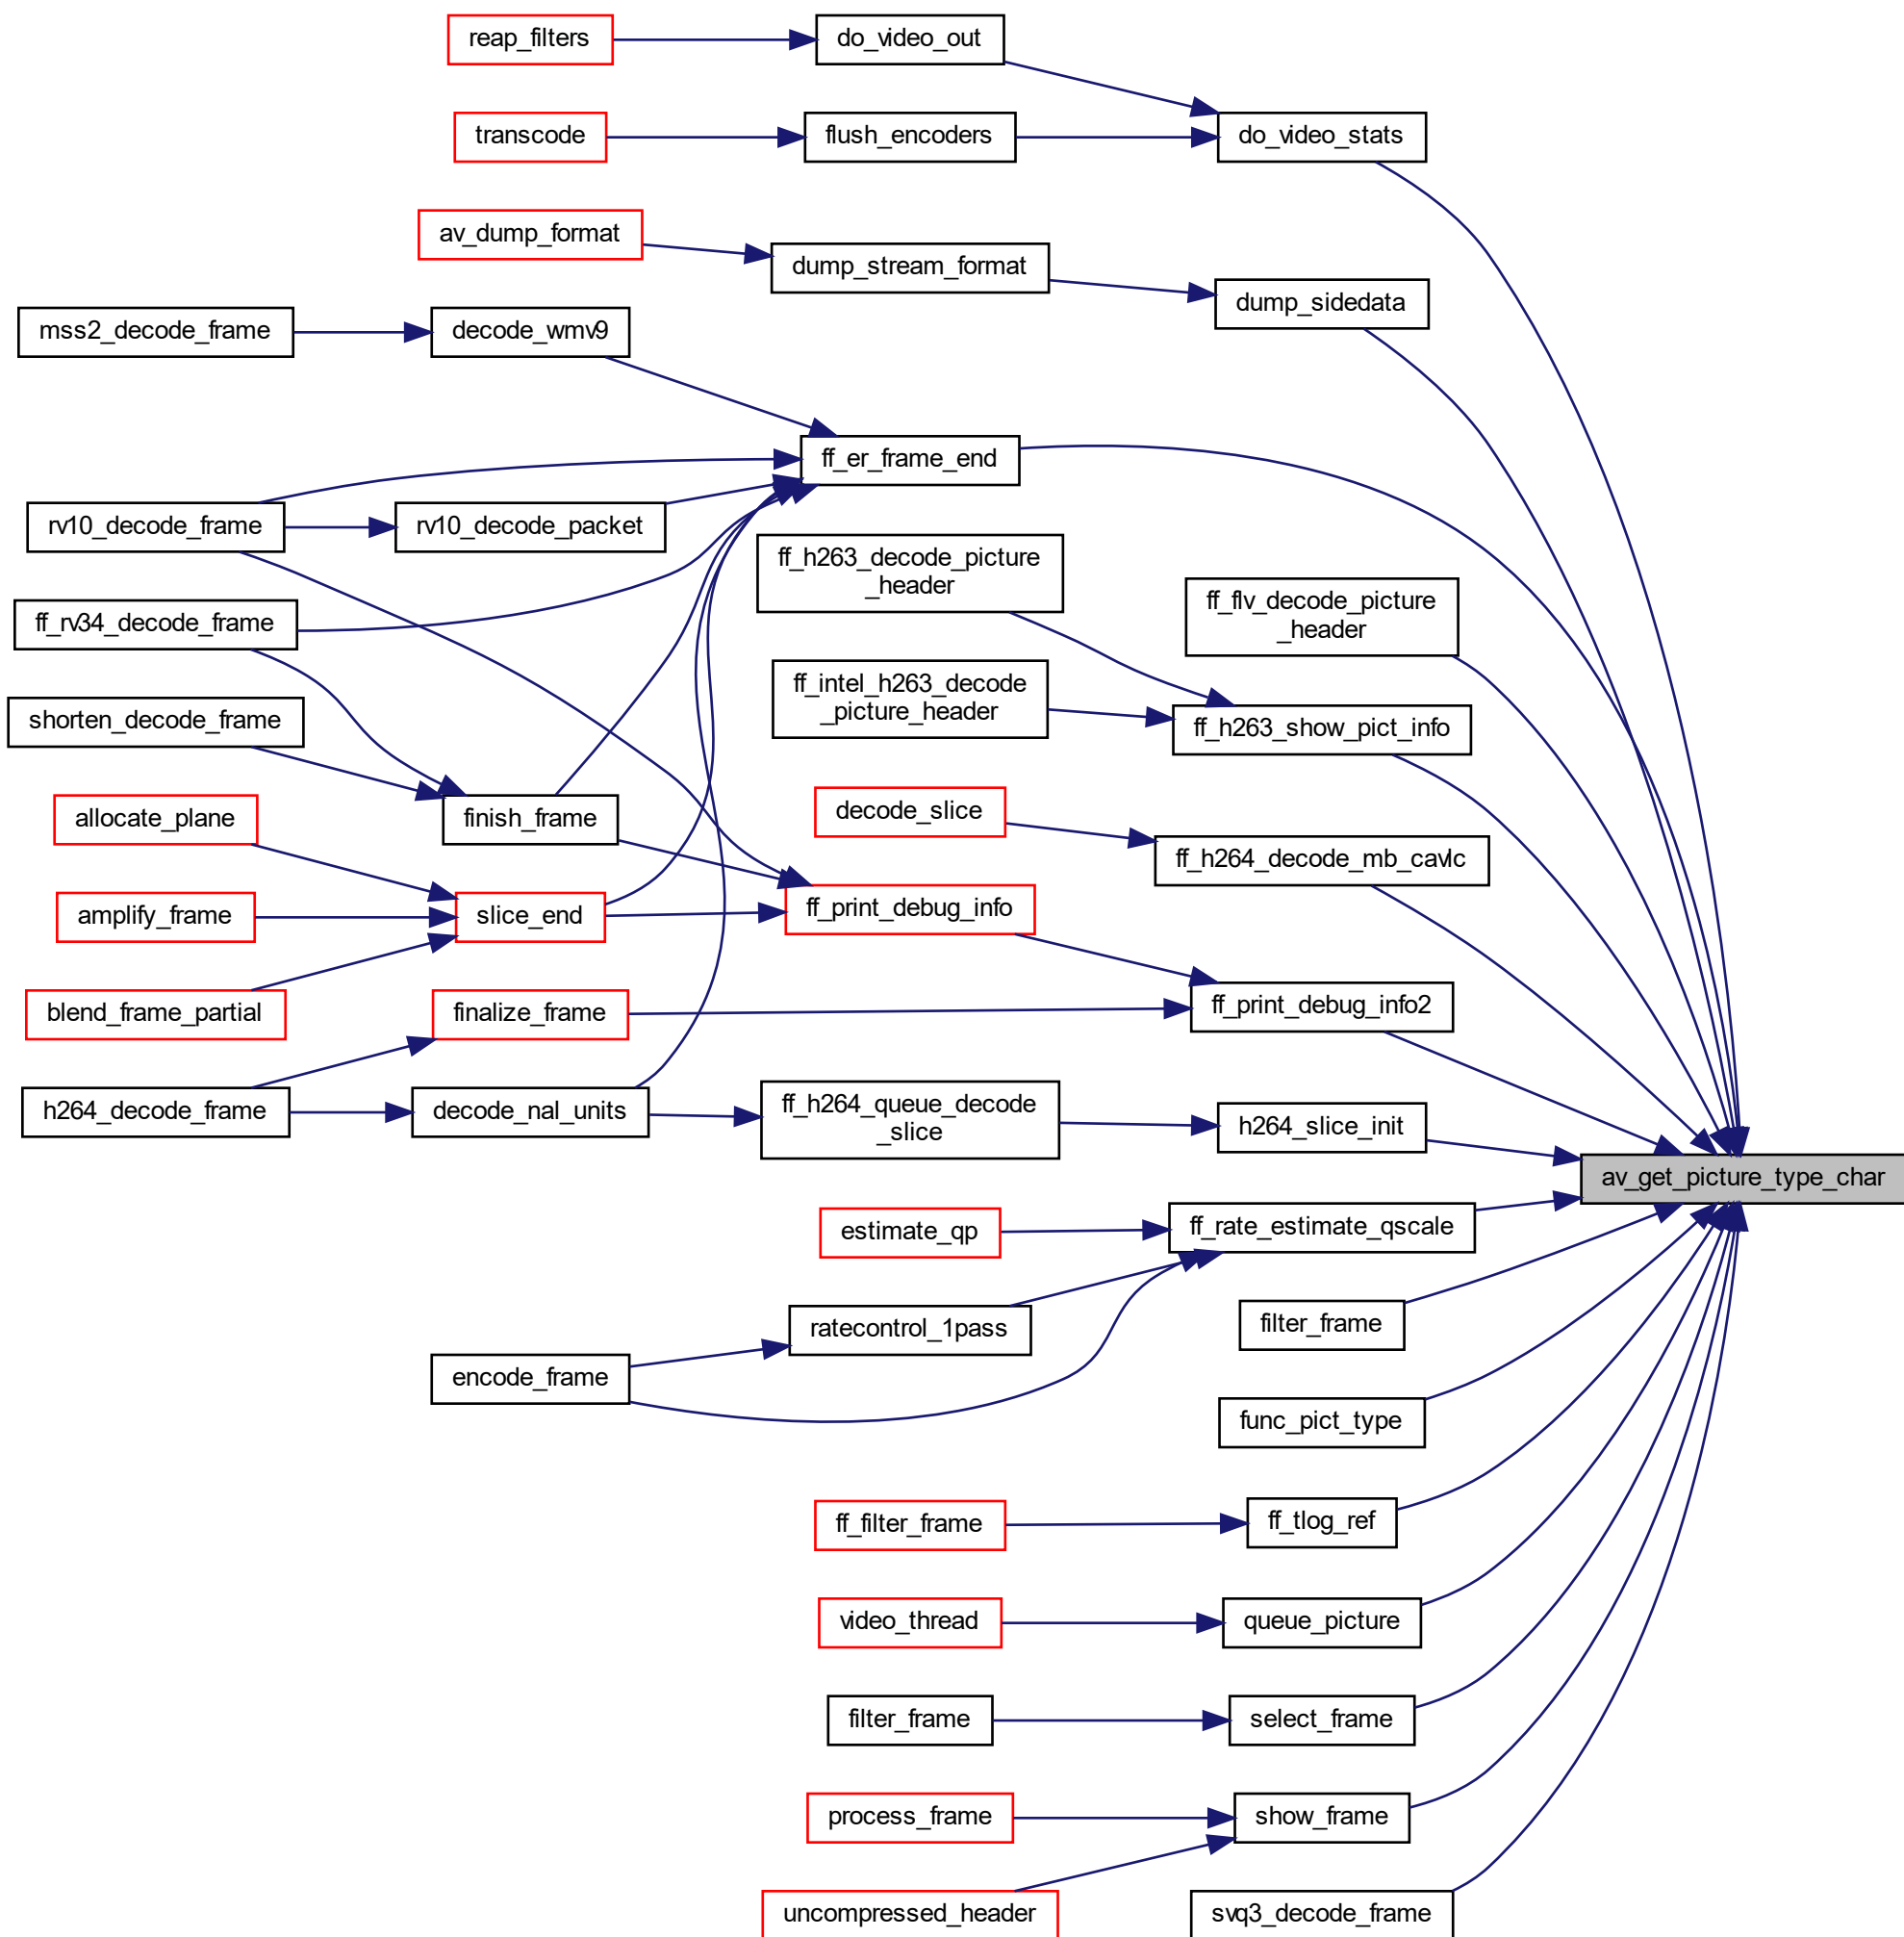 reap_filters
do_video_out
transcode
flush_encoders
do_video_stats
av_dump_format
dump_stream_format
dump_sidedata
mss2_decode_frame
decode_wmv9
ff_er_frame_end
rv10_decode_frame
rv10_decode_packet
ff_h263_decode_picture
_header
ff_flv_decode_picture
_header
ff_rv34_decode_frame
ff_intel_h263_decode
_picture_header
ff_h263_show_pict_info
shorten_decode_frame
allocate_plane
finish_frame
decode_slice
ff_h264_decode_mb_cavlc
amplify_frame
slice_end
ff_print_debug_info
blend_frame_partial
finalize_frame
ff_print_debug_info2
h264_decode_frame
decode_nal_units
ff_h264_queue_decode
_slice
h264_slice_init
av_get_picture_type_char
estimate_qp
ff_rate_estimate_qscale
ratecontrol_1pass
filter_frame
encode_frame
func_pict_type
ff_filter_frame
ff_tlog_ref
video_thread
queue_picture
filter_frame
select_frame
process_frame
show_frame
uncompressed_header
svq3_decode_frame